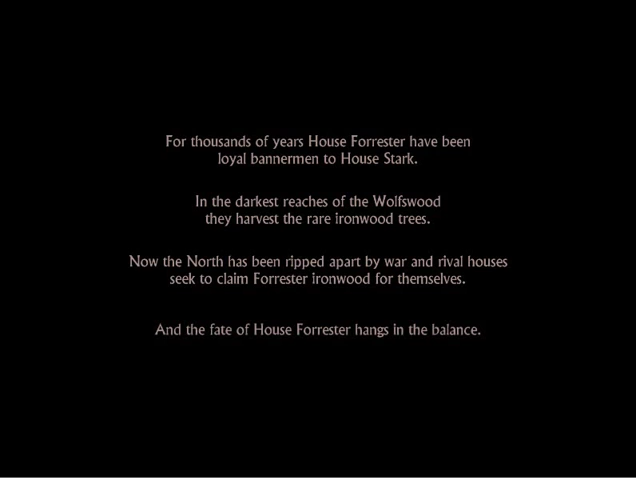 For thousands of years House Forrester have been
loyal bannermen to House Stark.
In the darkest reaches of the Wolfswood
they harvest the rare ironwood trees.
Now the North has been ripped apart by war and rival houses
seek to claim Forrester ironwood for themselves.
And the fate of House Forrester hangs in the balance.